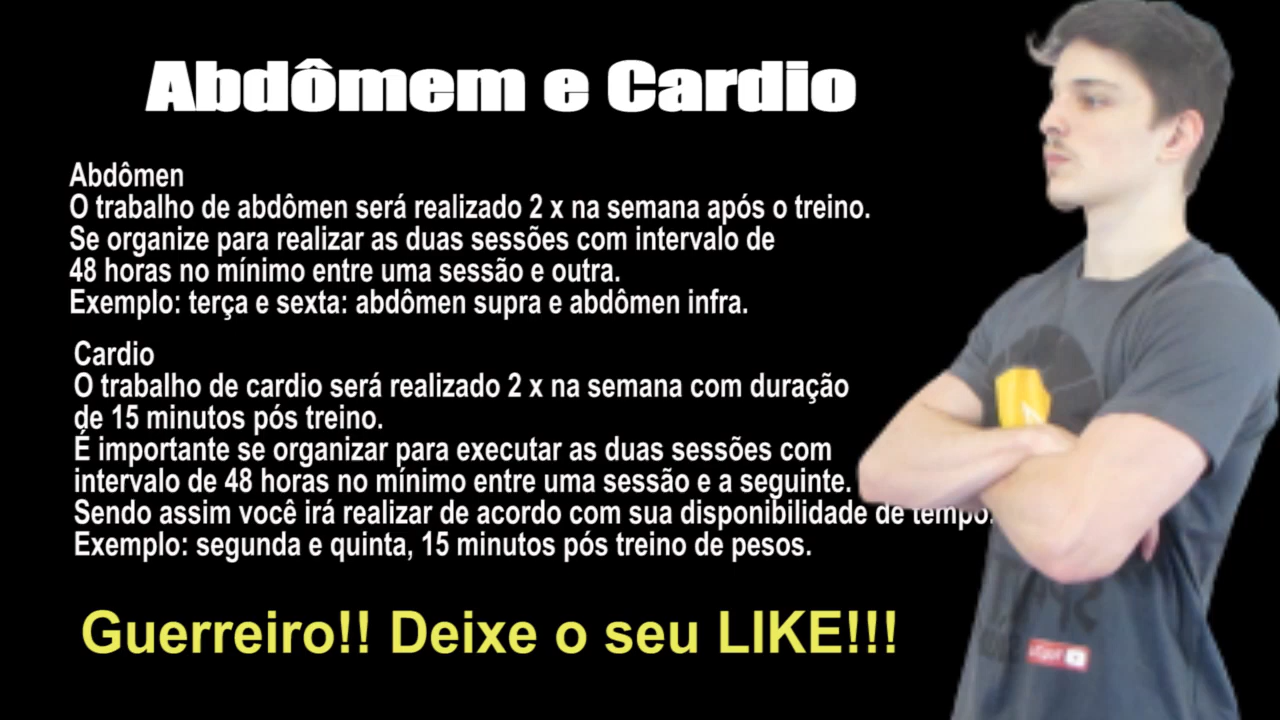 Abdômem e Cardio
Abdômen
O trabalho de abdômen será realizado 2 x na semana após o treino.
Se organize para realizar as duas sessões com intervalo de
48 horas no mínimo entre uma sessão e outra.
Exemplo: terça e sexta: abdômen supra e abdômen infra.
Cardio
O trabalho de cardio será realizado 2 x na semana com duração
de 15 minutos pós treino.
É importante se organizar para executar as duas sessões com
intervalo de 48 horas no mínimo entre uma sessão e a seguinte.
Sendo assim você irá realizar de acordo com sua disponibilidade de tempo.
Exemplo: segunda e quinta, 15 minutos pós treino de pesos.
Guerreiro!! Deixe o seu LIKE!!!